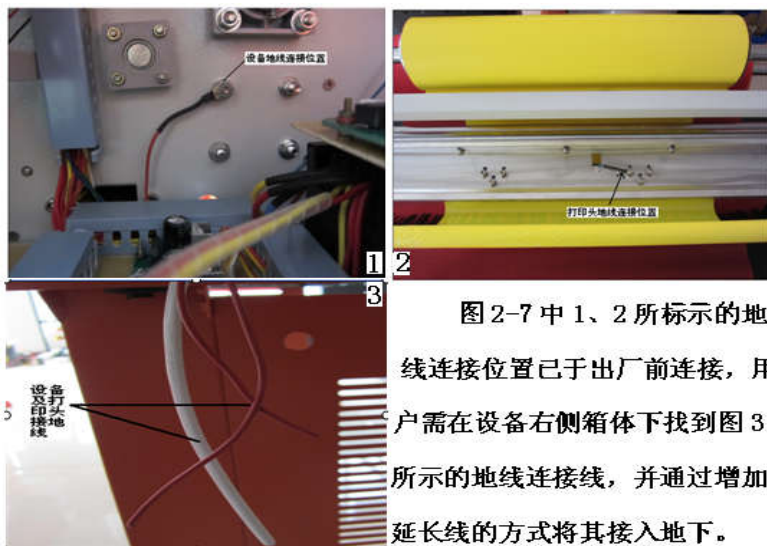 设备地线连接位置
1
打印头地线连接位置
2
3
设备
及打
印头
接地
线
图2-7中1、2所标示的地
线连接位置已于出厂前连接，用
户需在设备右侧箱体下找到图3
所示的地线连接线，并通过增加
延长线的方式将其接入地下。